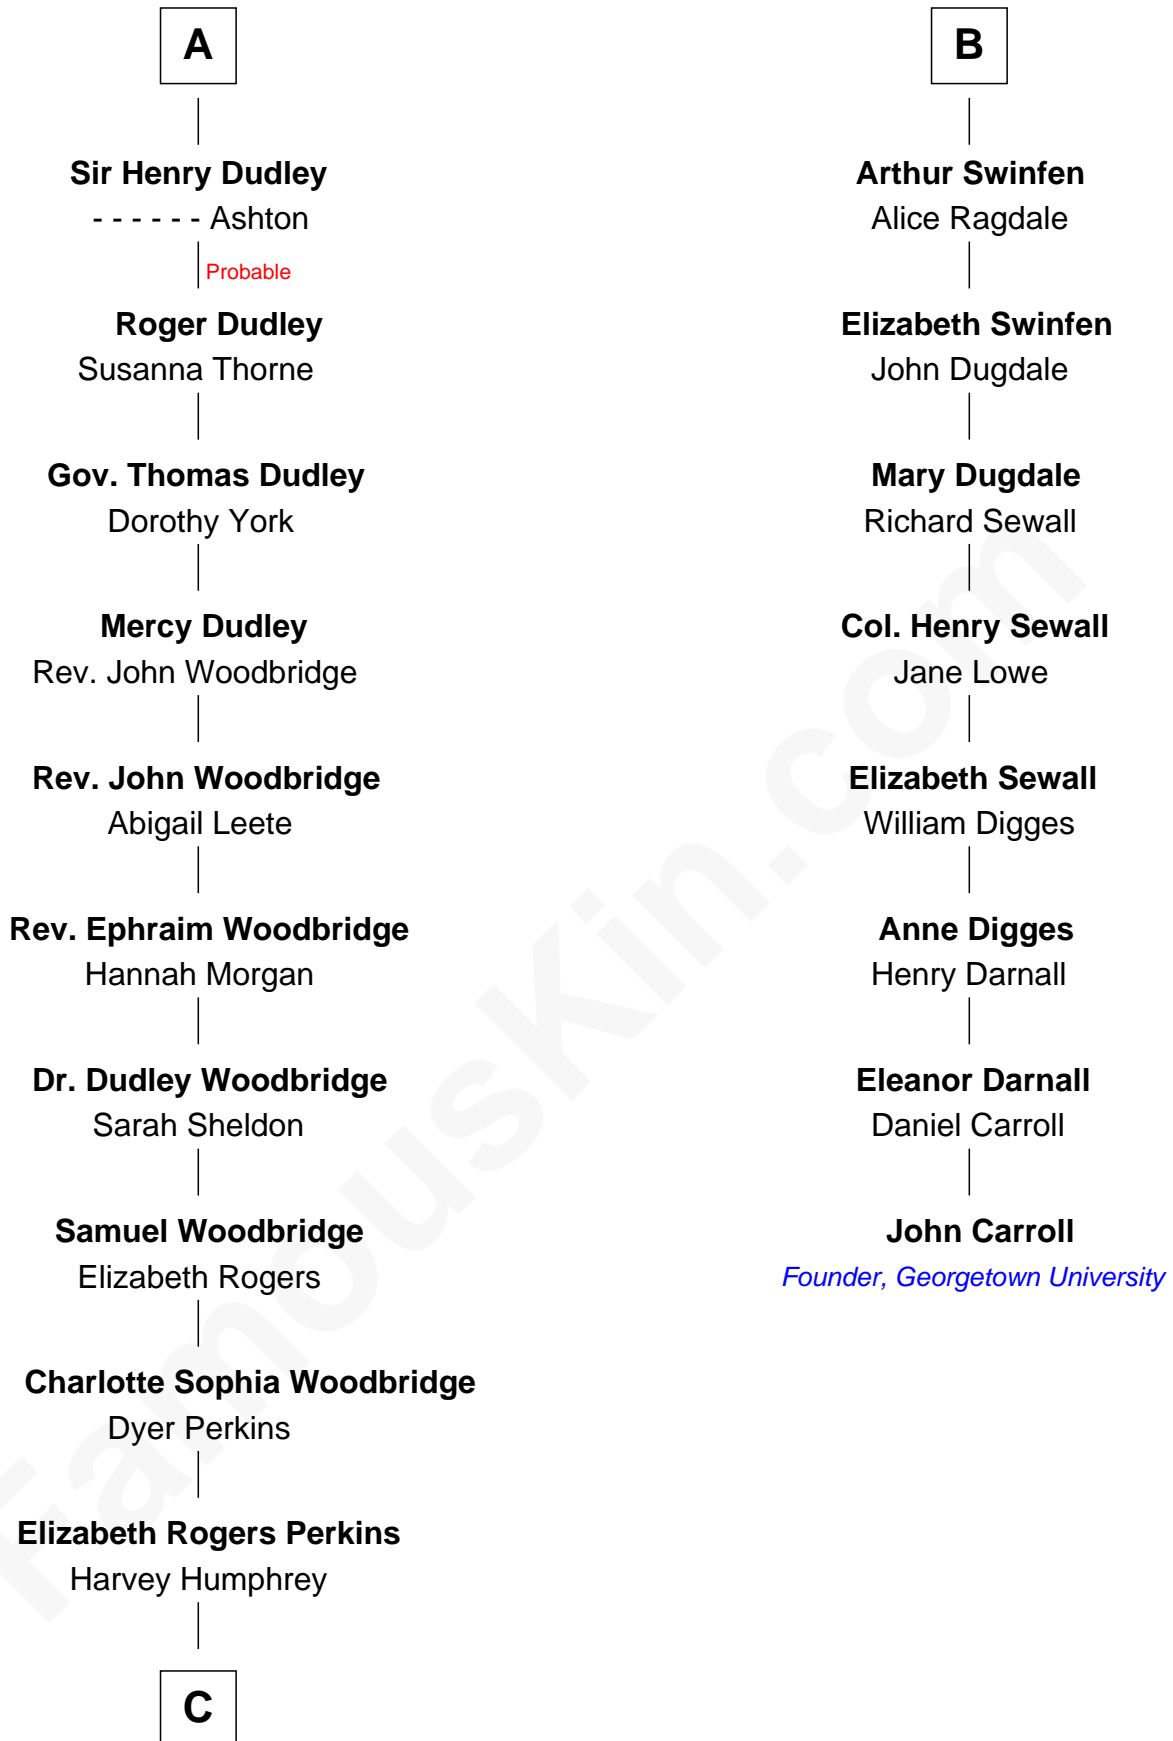 A
Sir Henry Dudley
- - - - - - Ashton
Probable
Roger Dudley
Susanna Thorne
Gov. Thomas Dudley
Dorothy York
Mercy Dudley
Rev. John Woodbridge
Rev. John Woodbridge
Abigail Leete
Rev. Ephraim Woodbridge
Hannah Morgan
Dr. Dudley Woodbridge
Sarah Sheldon
Samuel Woodbridge
Elizabeth Rogers
Charlotte Sophia Woodbridge
Dyer Perkins
Elizabeth Rogers Perkins
Harvey Humphrey
C
B
Arthur Swinfen
Alice Ragdale
Elizabeth Swinfen
John Dugdale
Mary Dugdale
Richard Sewall
Col. Henry Sewall
Jane Lowe
Elizabeth Sewall
William Digges
Anne Digges
Henry Darnall
Eleanor Darnall
Daniel Carroll
John Carroll
Founder, Georgetown University
FamousKin.com